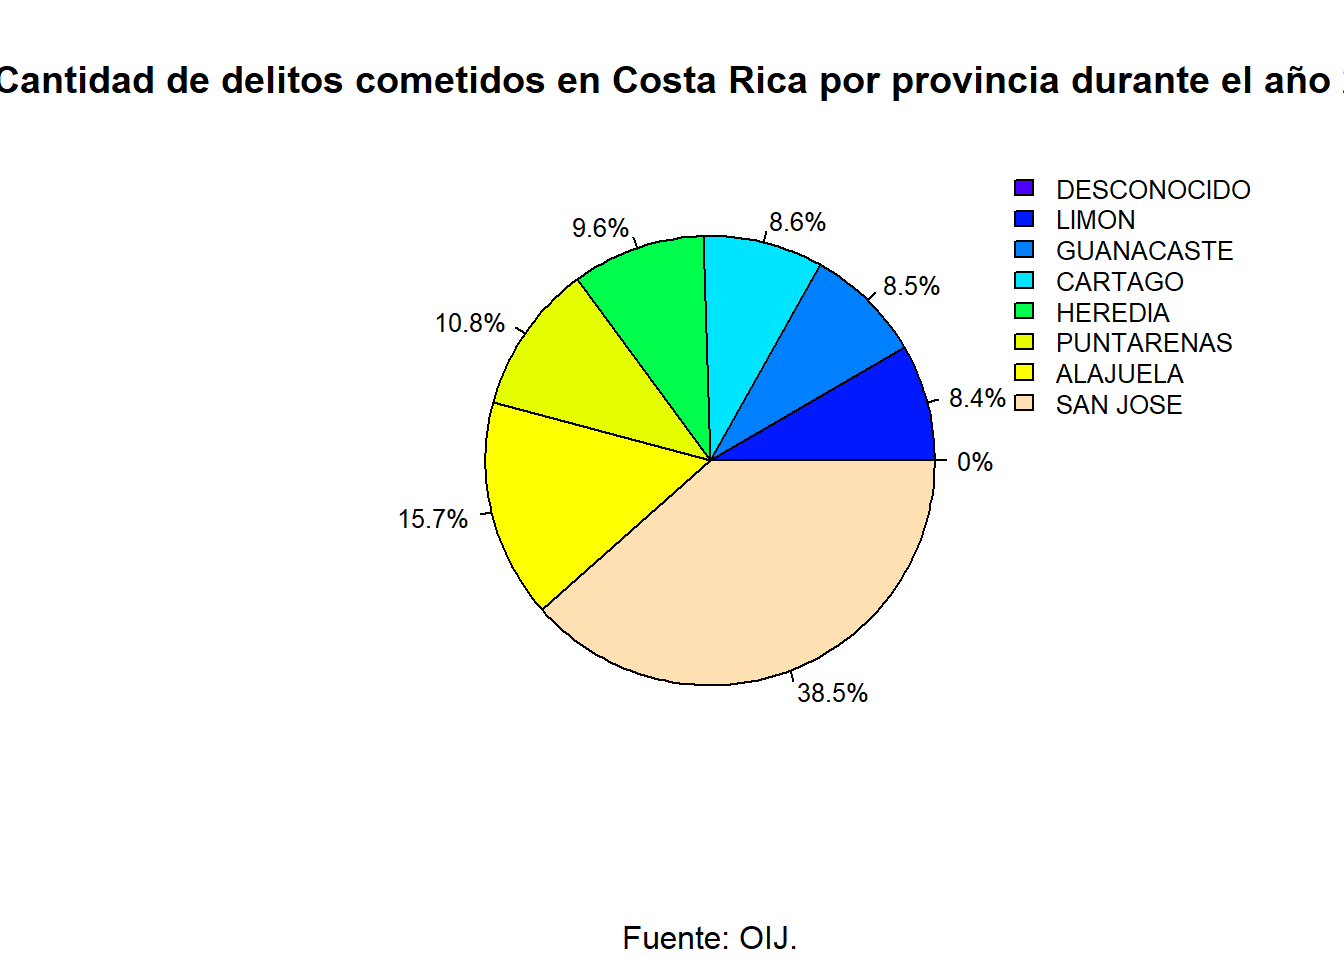 Cantidad de delitos cometidos en Costa Rica por provincia durante el año
DESCONOCIDO
LIMON
GUANACASTE
CARTAGO
HEREDIA
PUNTARENAS
ALAJUELA
SAN JOSE
9.6%
8.6%
8.5%
10.8%
8.4%
0%
15.7%
38.5%
Fuente: OIJ.